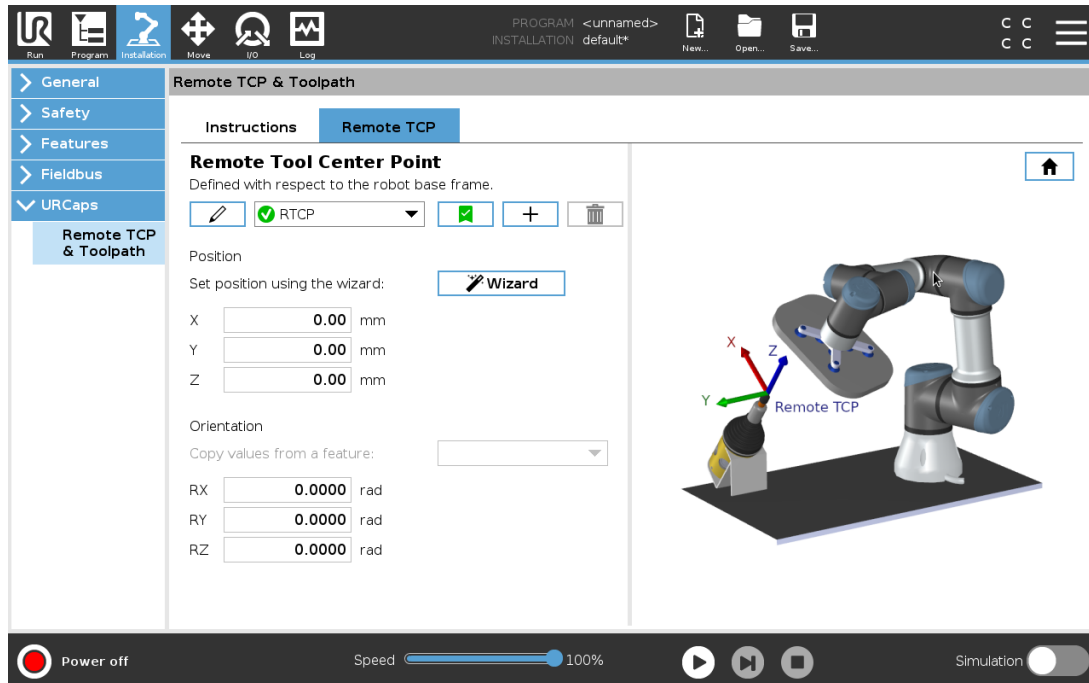 PROGRAM <unnamed>
INSTALLATION default*
C C
C C
Run Program Installation Move I/O Log New... Open... Save...
General
Remote TCP & Toolpath
Safety
Features
Fieldbus
URCaps
Remote TCP
& Toolpath
Instructions Remote TCP
Remote Tool Center Point
Defined with respect to the robot base frame.
RTCP
Position
Set position using the wizard: Wizard
X 0.00 mm
Y 0.00 mm
Z 0.00 mm
Orientation
Copy values from a feature:
RX 0.0000 rad
RY 0.0000 rad
RZ 0.0000 rad
X
Z
Y
Remote TCP
Power off Speed 100% Simulation